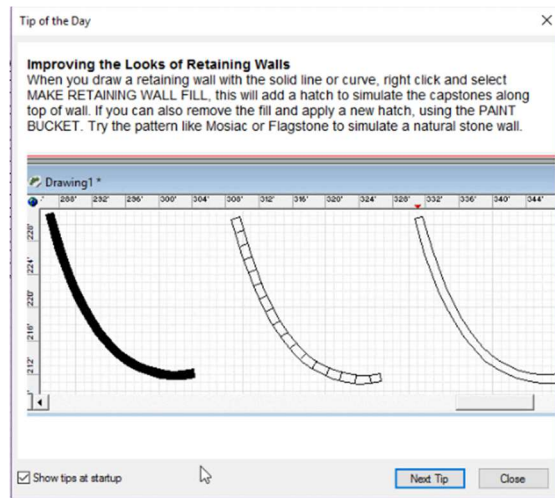 Tip of the Day
Improving the Looks of Retaining Walls
When you draw a retaining wall with the solid line or curve, right click and select
MAKE RETAINING WALL FILL, this will add a hatch to simulate the capstones along
top of wall. If you can also remove the fill and apply a new hatch, using the PAINT
BUCKET. Try the pattern like Mosiac or Flagstone to simulate a natural stone wall.
Drawing1 *
288' 292' 296' 300' 304' 308' 312' 316' 320' 324' 328' 332' 336' 340' 344'
228'
224'
220'
216'
212'
Show tips at startup
Next Tip
Close